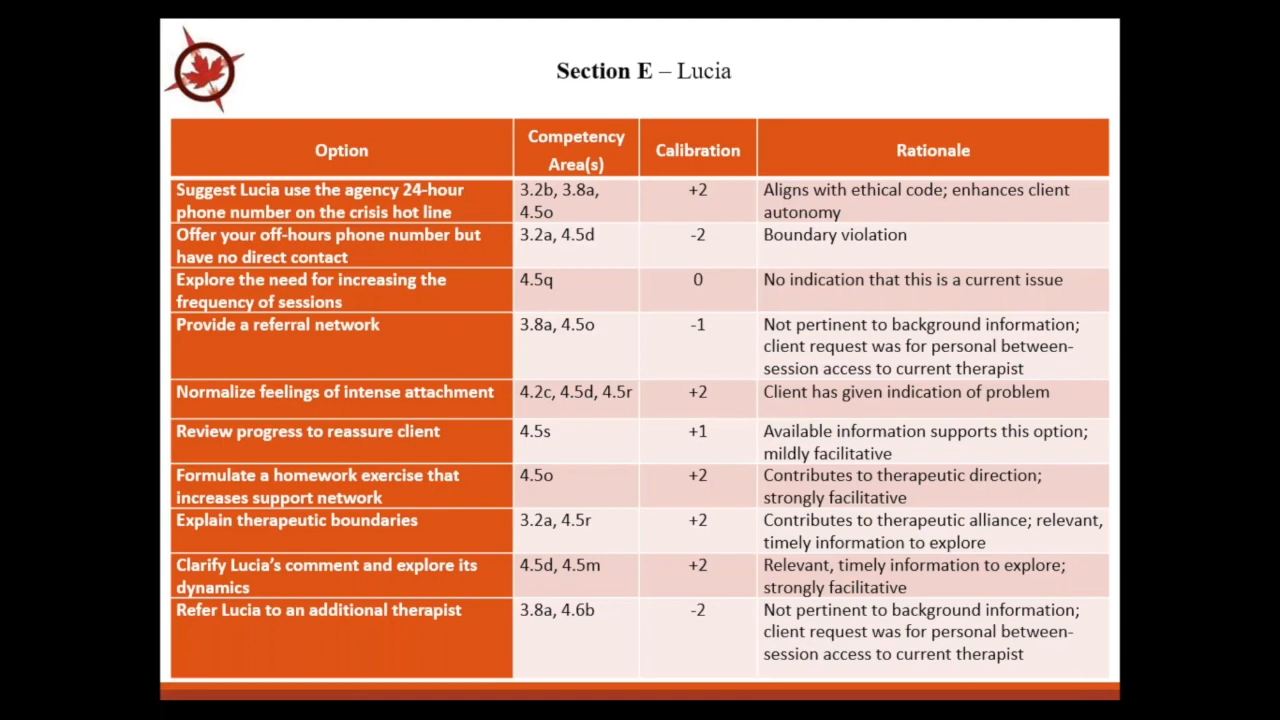 Section E – Lucia
Option
Competency
Area(s)
Calibration
Rationale
Suggest Lucia use the agency 24-hour
phone number on the crisis hot line
3.2b, 3.8a,
4.5o
+2
Aligns with ethical code; enhances client
autonomy
Offer your off-hours phone number but
have no direct contact
3.2a, 4.5d
-2
Boundary violation
Explore the need for increasing the
frequency of sessions
4.5q
0
No indication that this is a current issue
Provide a referral network
3.8a, 4.5o
-1
Not pertinent to background information;
client request was for personal between-
session access to current therapist
Normalize feelings of intense attachment
4.2c, 4.5d, 4.5r
+2
Client has given indication of problem
Review progress to reassure client
4.5s
+1
Available information supports this option;
mildly facilitative
Formulate a homework exercise that
increases support network
4.5o
+2
Contributes to therapeutic direction;
strongly facilitative
Explain therapeutic boundaries
3.2a, 4.5r
+2
Contributes to therapeutic alliance; relevant,
timely information to explore
Clarify Lucia’s comment and explore its
dynamics
4.5d, 4.5m
+2
Relevant, timely information to explore;
strongly facilitative
Refer Lucia to an additional therapist
3.8a, 4.6b
-2
Not pertinent to background information;
client request was for personal between-
session access to current therapist